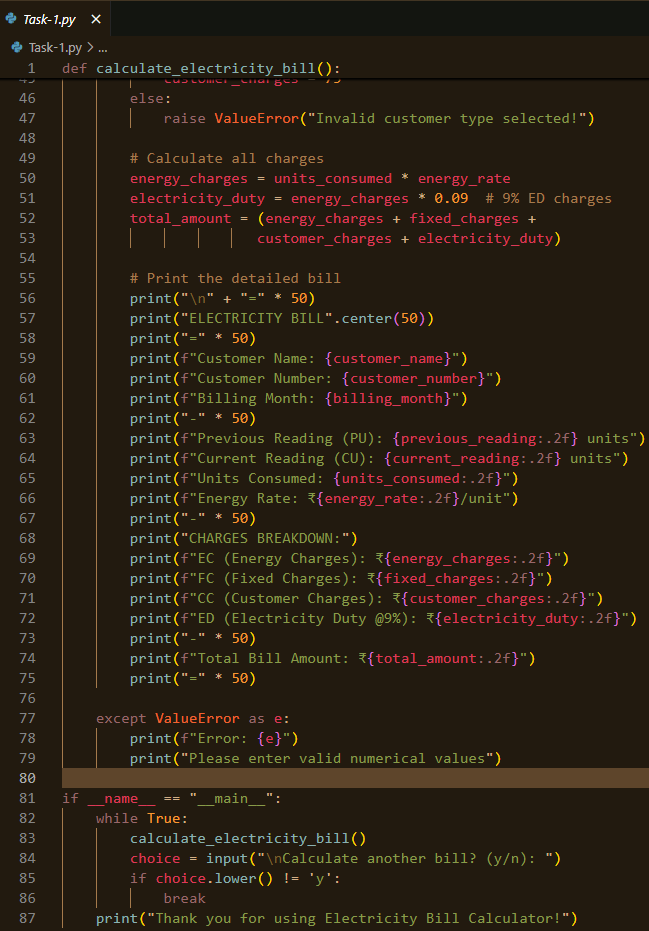 Task-1.py ×
Task-1.py > ...
1 def calculate_electricity_bill():
45 customer_charges = 75
46 else:
47 raise ValueError("Invalid customer type selected!")
48
49 # Calculate all charges
50 energy_charges = units_consumed * energy_rate
51 electricity_duty = energy_charges * 0.09  # 9% ED charges
52 total_amount = (energy_charges + fixed_charges +
53 customer_charges + electricity_duty)
54
55 # Print the detailed bill
56 print("\n" + "=" * 50)
57 print("ELECTRICITY BILL".center(50))
58 print("=" * 50)
59 print(f"Customer Name: {customer_name}")
60 print(f"Customer Number: {customer_number}")
61 print(f"Billing Month: {billing_month}")
62 print("-" * 50)
63 print(f"Previous Reading (PU): {previous_reading:.2f} units")
64 print(f"Current Reading (CU): {current_reading:.2f} units")
65 print(f"Units Consumed: {units_consumed:.2f}")
66 print(f"Energy Rate: ₹{energy_rate:.2f}/unit")
67 print("-" * 50)
68 print("CHARGES BREAKDOWN:")
69 print(f"EC (Energy Charges): ₹{energy_charges:.2f}")
70 print(f"FC (Fixed Charges): ₹{fixed_charges:.2f}")
71 print(f"CC (Customer Charges): ₹{customer_charges:.2f}")
72 print(f"ED (Electricity Duty @9%): ₹{electricity_duty:.2f}")
73 print("-" * 50)
74 print(f"Total Bill Amount: ₹{total_amount:.2f}")
75 print("=" * 50)
76
77 except ValueError as e:
78 print(f"Error: {e}")
79 print("Please enter valid numerical values")
80
81 if __name__ == "__main__":
82 while True:
83 calculate_electricity_bill()
84 choice = input("\nCalculate another bill? (y/n): ")
85 if choice.lower() != 'y':
86 break
87 print("Thank you for using Electricity Bill Calculator!")